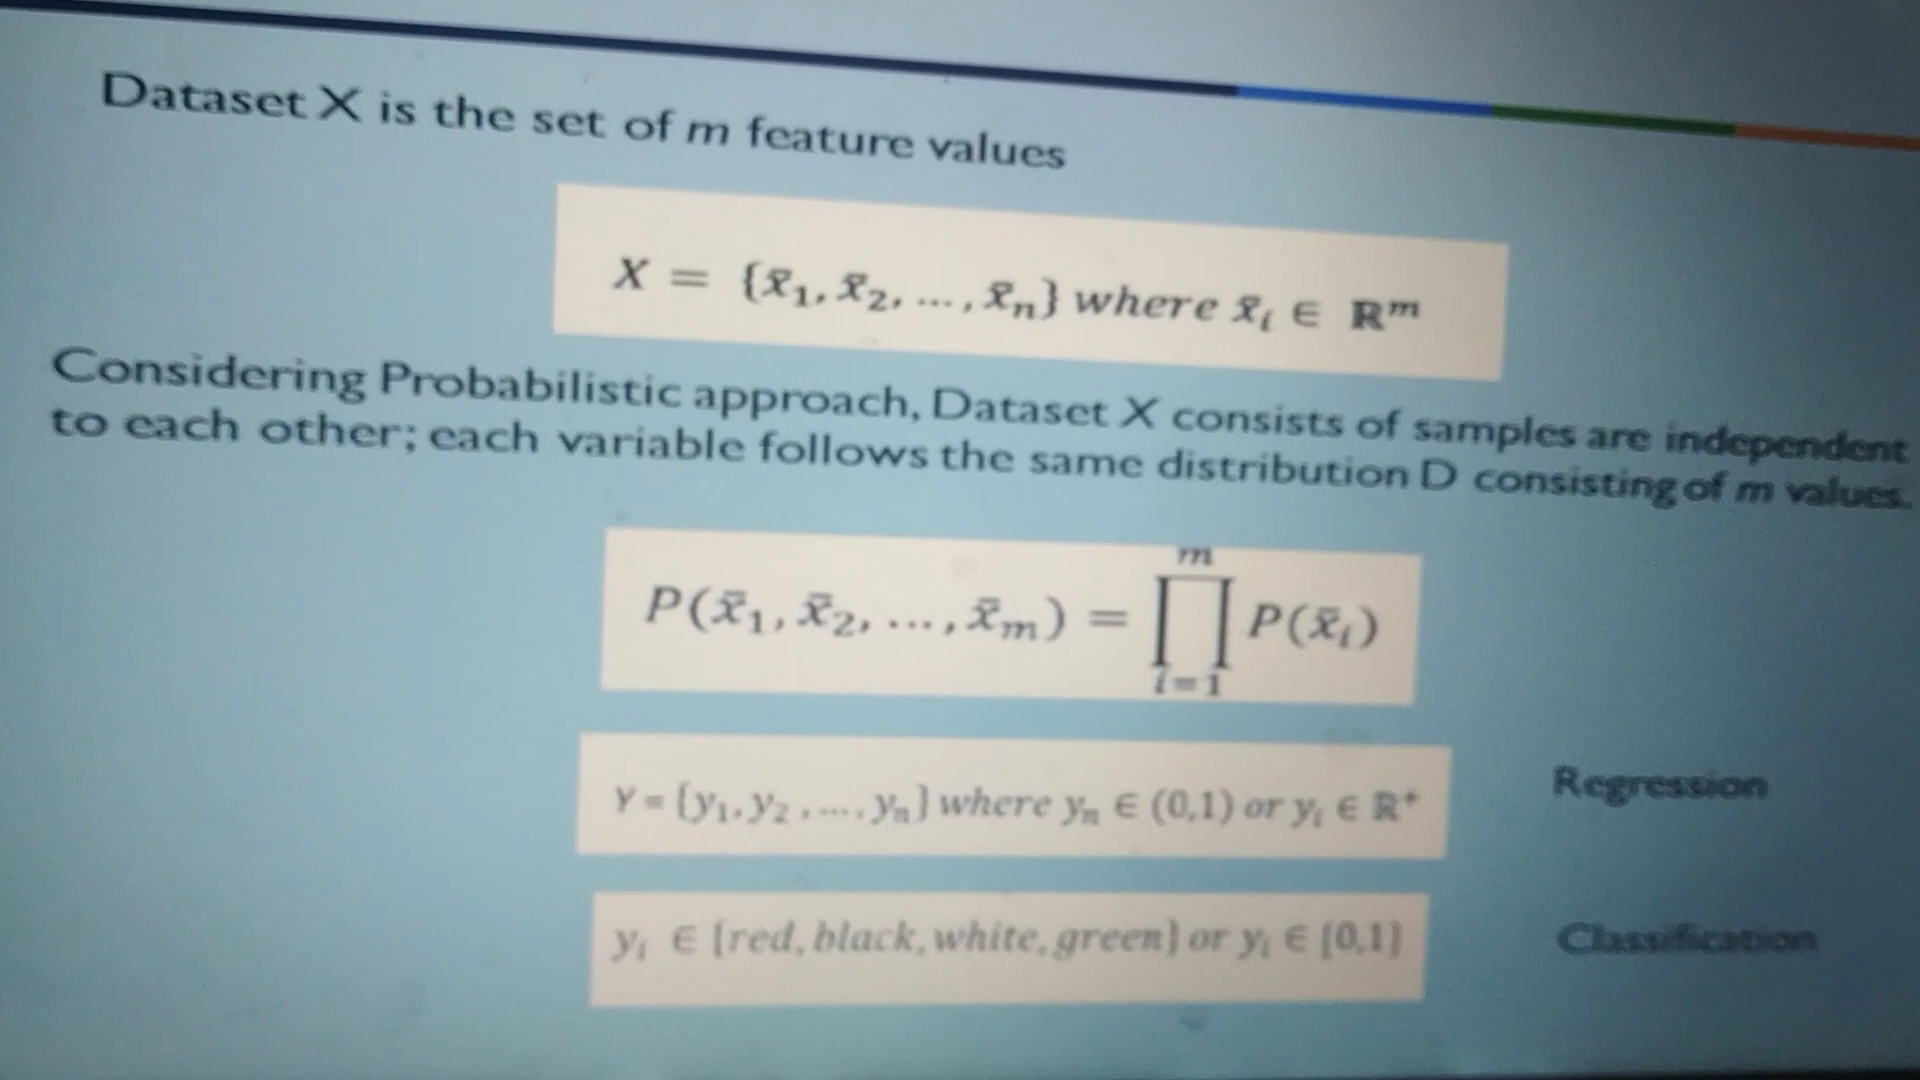 Dataset X is the set of m feature values
X = {x̄₁, x̄₂, ..., x̄ₙ} where x̄ᵢ ∈ ℝᵐ
Considering Probabilistic approach, Dataset X consists of samples are independent
to each other; each variable follows the same distribution D consisting of m values.
P(x̄₁, x̄₂, ..., x̄ₘ) = ∏ᵢ₌₁ᵐ P(x̄ᵢ)
Y = {y₁, y₂, ..., yₙ} where yₙ ∈ (0,1) or yᵢ ∈ ℝ⁺ Regression
yᵢ ∈ {red, black, white, green} or yᵢ ∈ {0,1} Classification